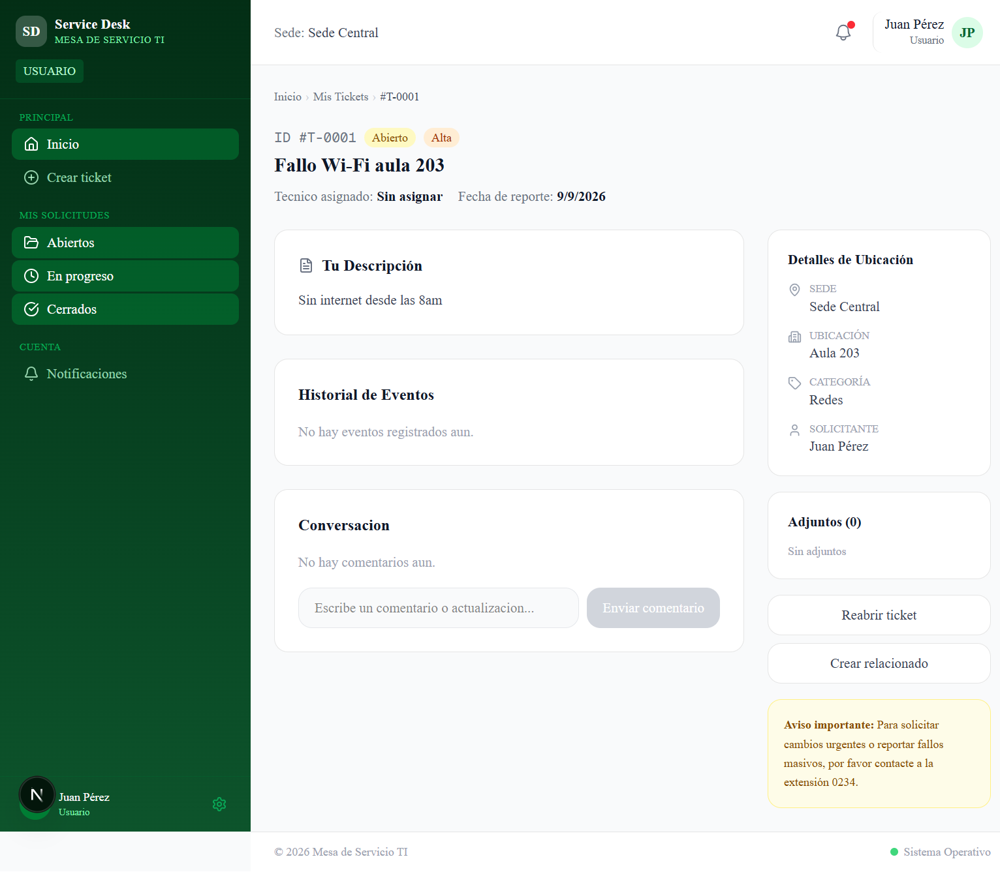 SD
Service Desk
MESA DE SERVICIO TI
USUARIO
PRINCIPAL
Inicio
Crear ticket
MIS SOLICITUDES
Abiertos
En progreso
Cerrados
CUENTA
Notificaciones
N
Juan Pérez
Usuario
Sede: Sede Central
Juan Pérez
Usuario
JP
Inicio › Mis Tickets › #T-0001
ID #T-0001 Abierto Alta
Fallo Wi-Fi aula 203
Tecnico asignado: Sin asignar Fecha de reporte: 9/9/2026
Tu Descripción
Sin internet desde las 8am
Historial de Eventos
No hay eventos registrados aun.
Conversacion
No hay comentarios aun.
Escribe un comentario o actualizacion...
Enviar comentario
Detalles de Ubicación
SEDE
Sede Central
UBICACIÓN
Aula 203
CATEGORÍA
Redes
SOLICITANTE
Juan Pérez
Adjuntos (0)
Sin adjuntos
Reabrir ticket
Crear relacionado
Aviso importante: Para solicitar
cambios urgentes o reportar fallos
masivos, por favor contacte a la
extensión 0234.
© 2026 Mesa de Servicio TI
Sistema Operativo